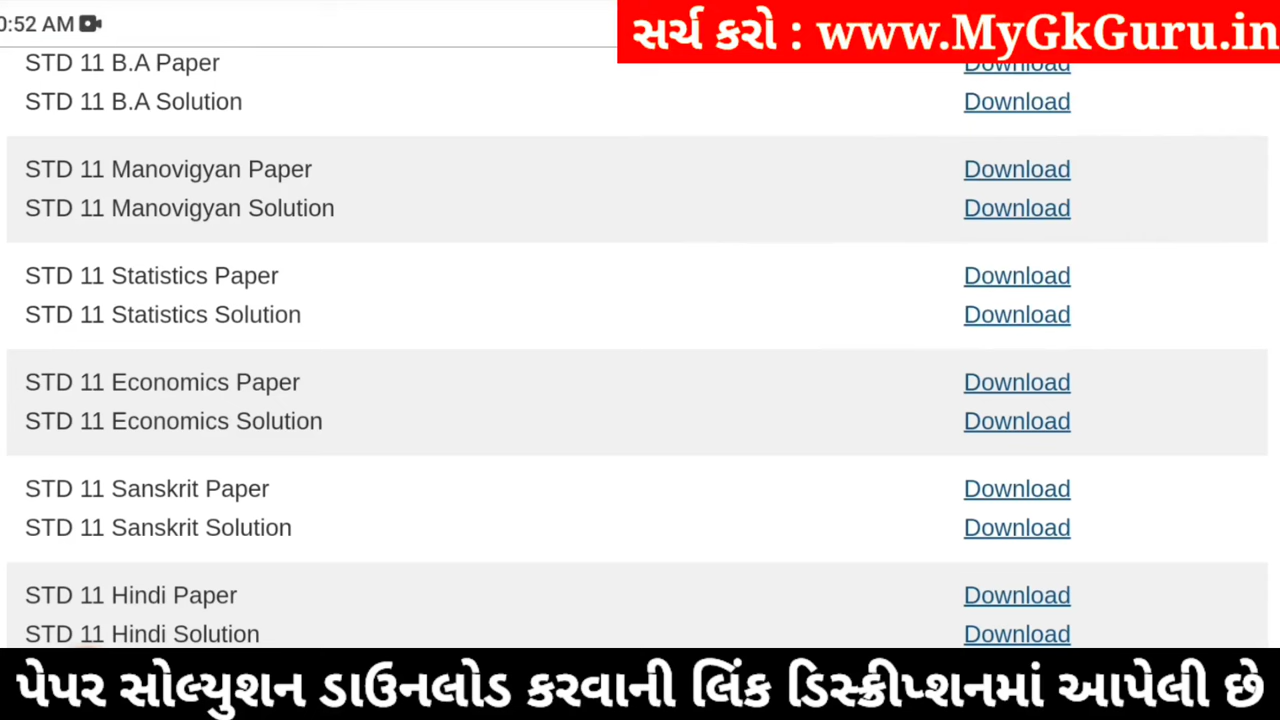 0:52 AM
સર્ચ કરો : www.MyGkGuru.in
STD 11 B.A Paper Download
STD 11 B.A Solution Download
STD 11 Manovigyan Paper Download
STD 11 Manovigyan Solution Download
STD 11 Statistics Paper Download
STD 11 Statistics Solution Download
STD 11 Economics Paper Download
STD 11 Economics Solution Download
STD 11 Sanskrit Paper Download
STD 11 Sanskrit Solution Download
STD 11 Hindi Paper Download
STD 11 Hindi Solution Download
પેપર સોલ્યુશન ડાઉનલોડ કરવાની લિંક ડિસ્ક્રીપ્શનમાં આપેલી છે